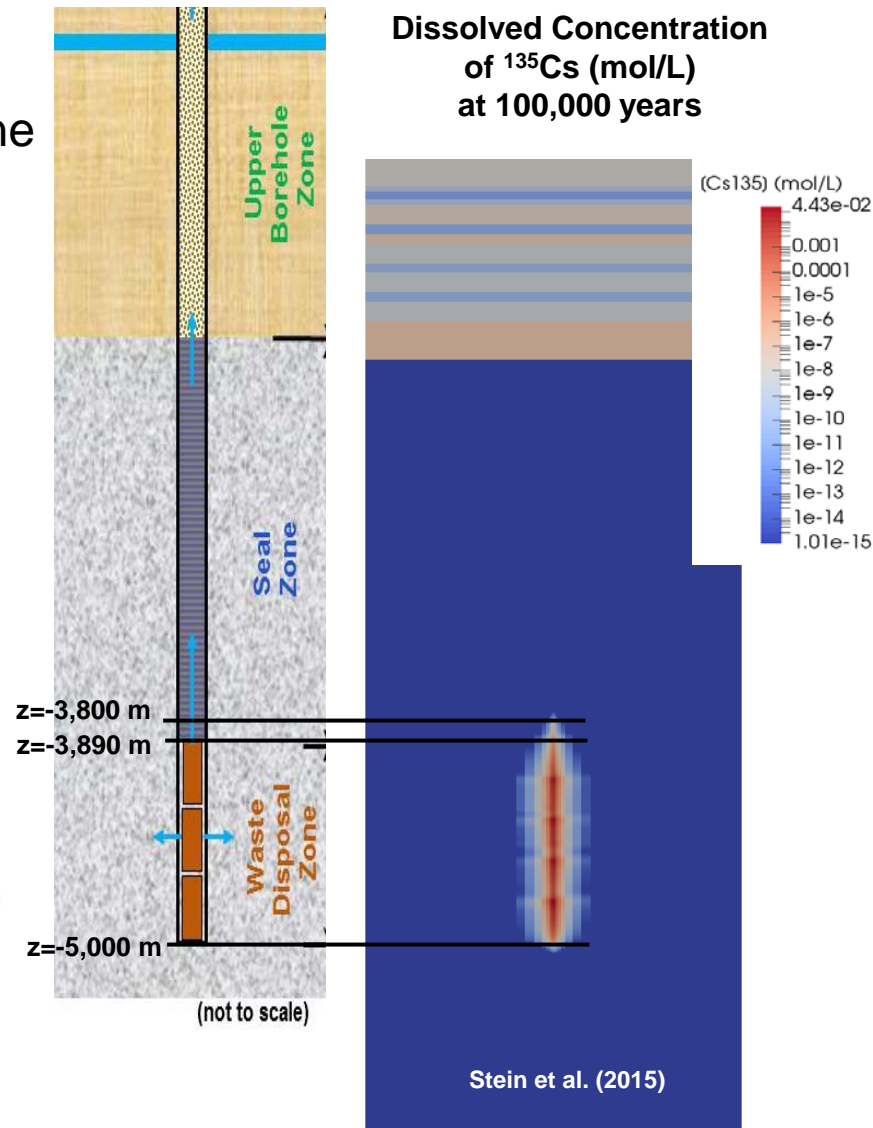 Dissolved Concentration
of ¹³⁵Cs (mol/L)
at 100,000 years
ne
Upper
Borehole
Zone
Seal
Zone
z=-3,800 m
z=-3,890 m
Waste
Disposal
Zone
z=-5,000 m
(not to scale)
[Cs135] (mol/L)
4.43e-02
0.001
0.0001
1e-5
1e-6
1e-7
1e-8
1e-9
1e-10
1e-11
1e-12
1e-13
1e-14
1.01e-15
Stein et al. (2015)